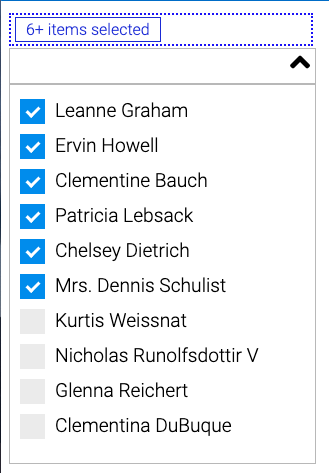 6+ items selected
Leanne Graham
Ervin Howell
Clementine Bauch
Patricia Lebsack
Chelsey Dietrich
Mrs. Dennis Schulist
Kurtis Weissnat
Nicholas Runolfsdottir V
Glenna Reichert
Clementina DuBuque